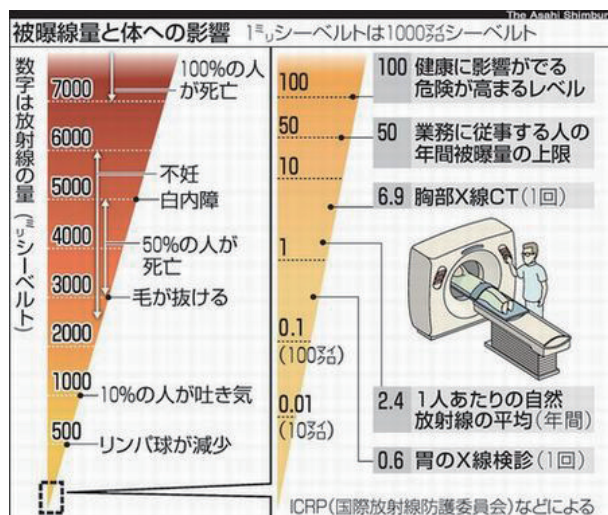 The Asahi Shimbun
被曝線量と体への影響 1ミリシーベルトは1000マイクロシーベルト
数字は放射線の量(ミリシーベルト)
7000
100%の人
が死亡
6000
不妊
5000
白内障
4000
50%の人が
死亡
3000
毛が抜ける
2000
1000
10%の人が吐き気
500
リンパ球が減少
100
50
10
1
0.1
(100マイクロ)
0.01
(10マイクロ)
100 健康に影響がでる
危険が高まるレベル
50 業務に従事する人の
年間被曝量の上限
6.9 胸部X線CT(1回)
2.4 1人あたりの自然
放射線の平均(年間)
0.6 胃のX線検診(1回)
ICRP(国際放射線防護委員会)などによる